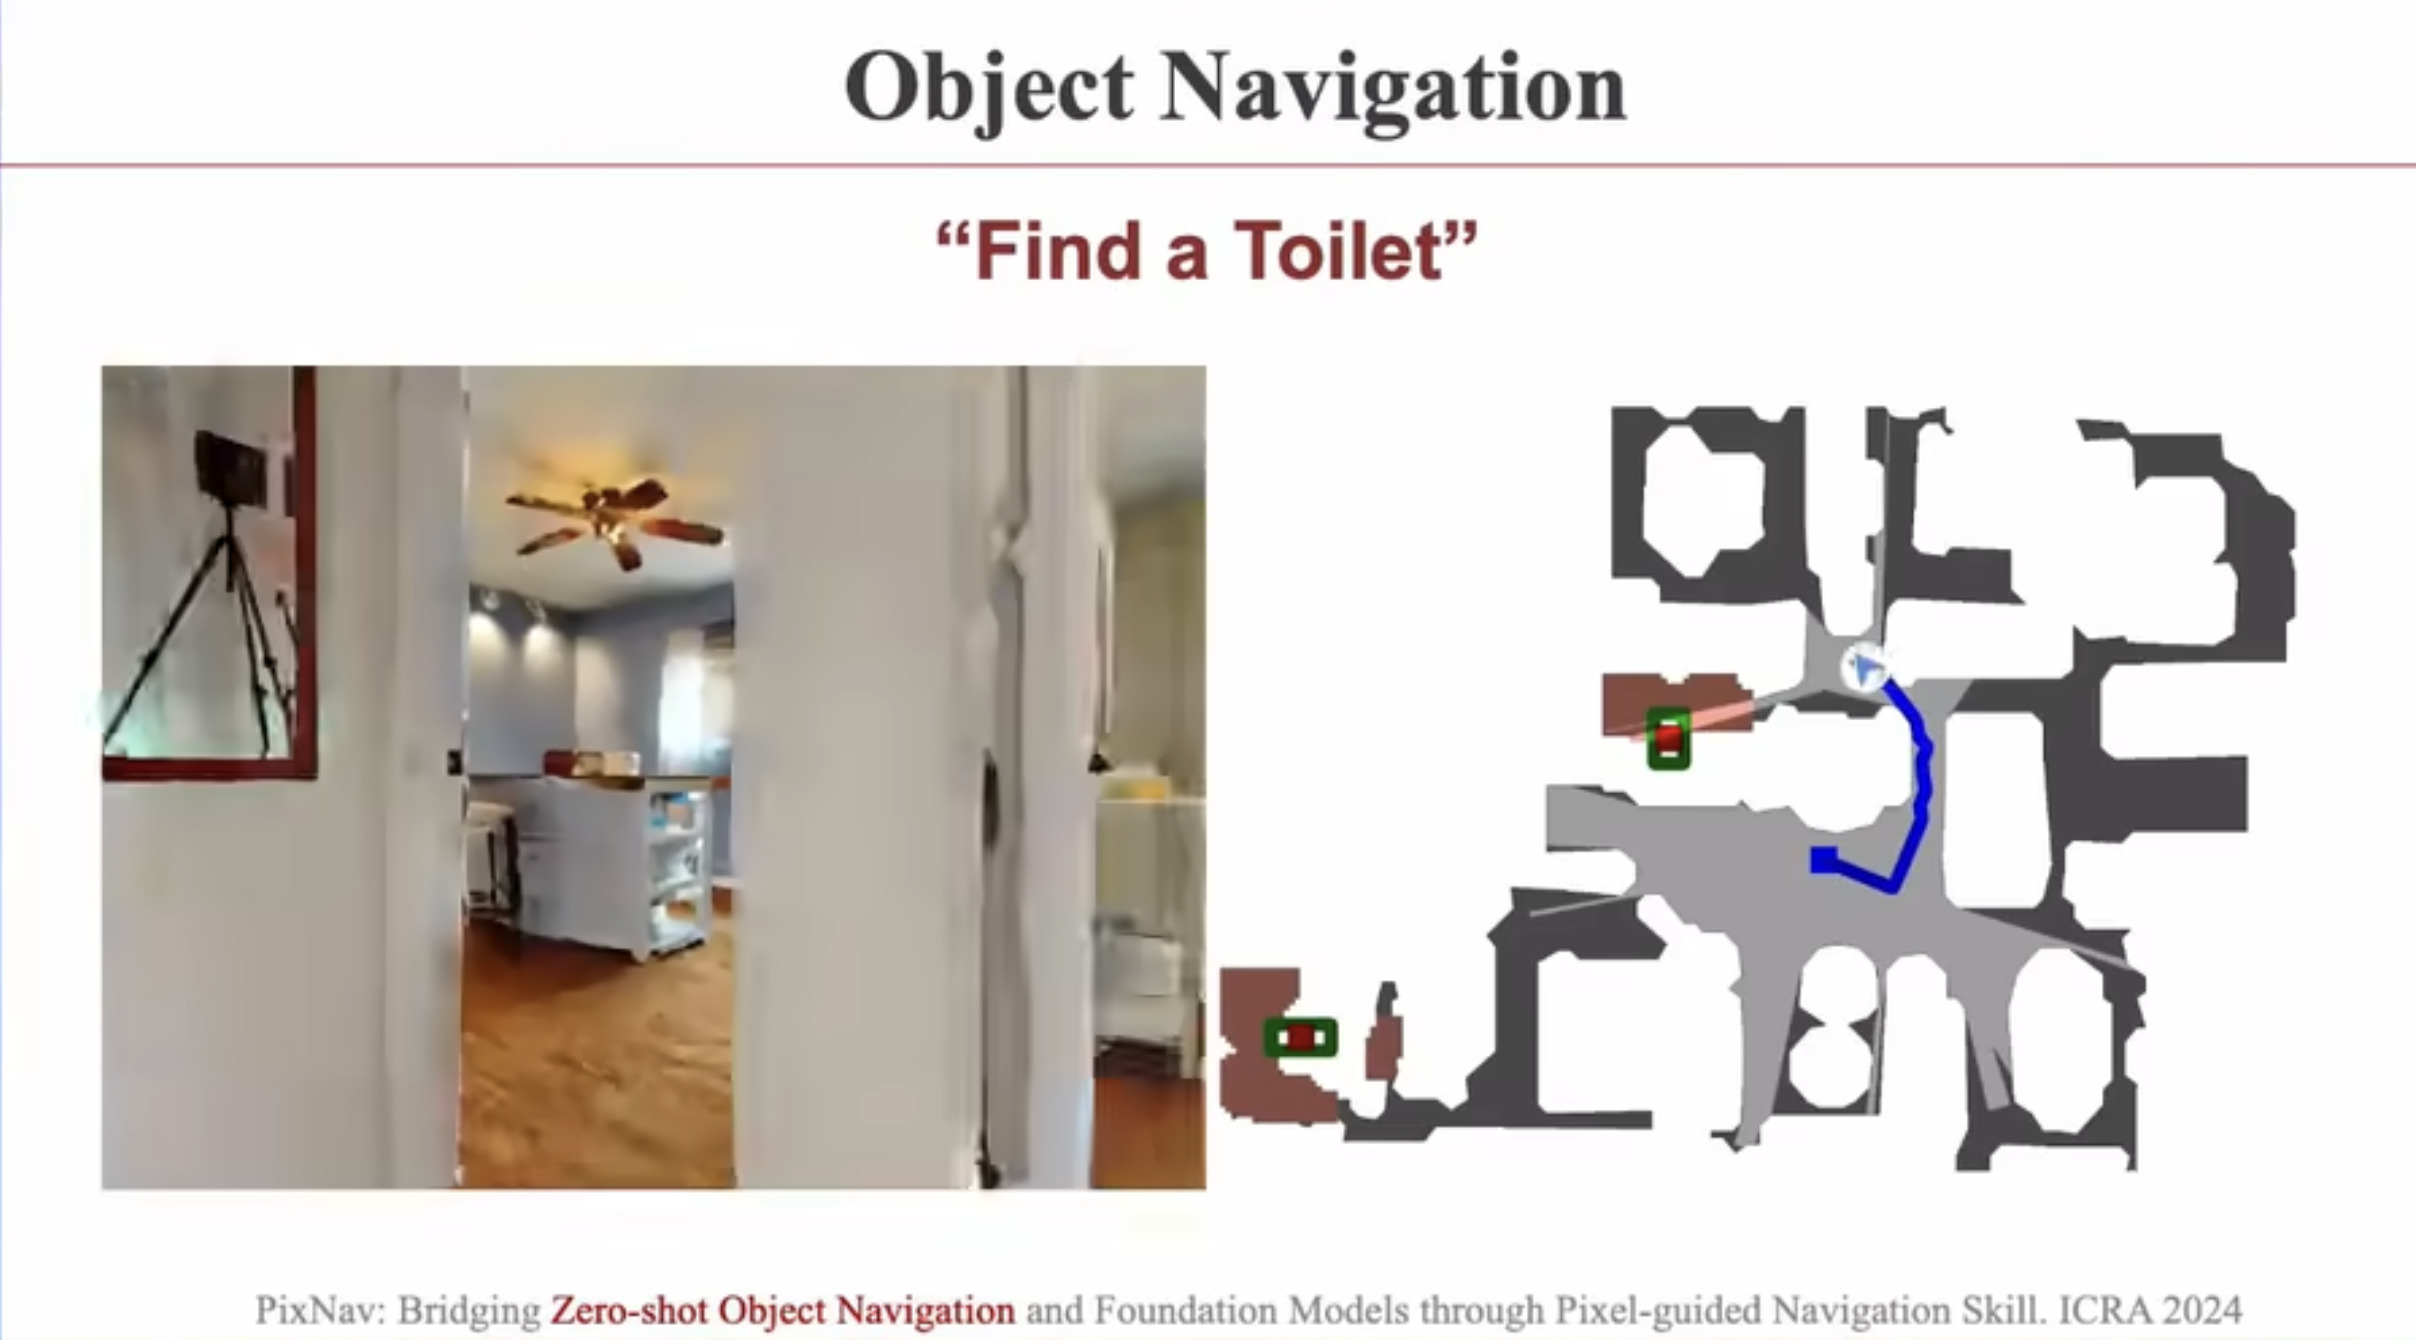 Object Navigation
“Find a Toilet”
PixNav: Bridging Zero-shot Object Navigation and Foundation Models through Pixel-guided Navigation Skill. ICRA 2024